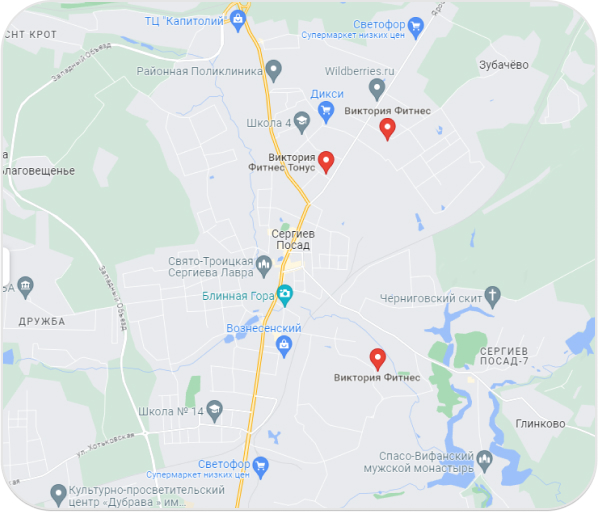 ТЦ "Капитолий"
Светофор
Супермаркет низких цен
СНТ КРОТ
Западный Объезд
Районная Поликлиника
Wildberries.ru
Зубачёво
Дикси
Виктория Фитнес
Школа 4
Виктория
Фитнес Тонус
а
Благовещенье
Сергиев
Посад
Свято-Троицкая
Сергиева Лавра
Западный Объезд
ЗА
Блинная Гора
Черниговский скит
ДРУЖБА
Вознесенский
СЕРГИЕВ
ПОСАД-7
Виктория Фитнес
Школа № 14
Глинково
ул. Хотьковская
Спасо-Вифанский
мужской монастырь
Светофор
Супермаркет низких цен
Культурно-просветительский
центр «Дубрава » им...